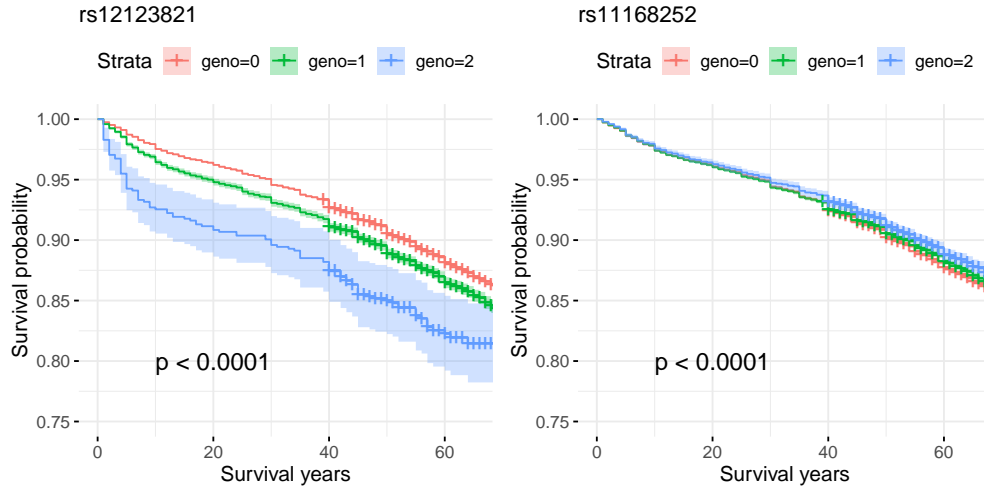 rs12123821
Strata geno=0 geno=1 geno=2
1.00
0.95
0.90
0.85
0.80
0.75
Survival probability
p < 0.0001
0 20 40 60
Survival years
rs11168252
Strata geno=0 geno=1 geno=2
1.00
0.95
0.90
0.85
0.80
0.75
Survival probability
p < 0.0001
0 20 40 60
Survival years